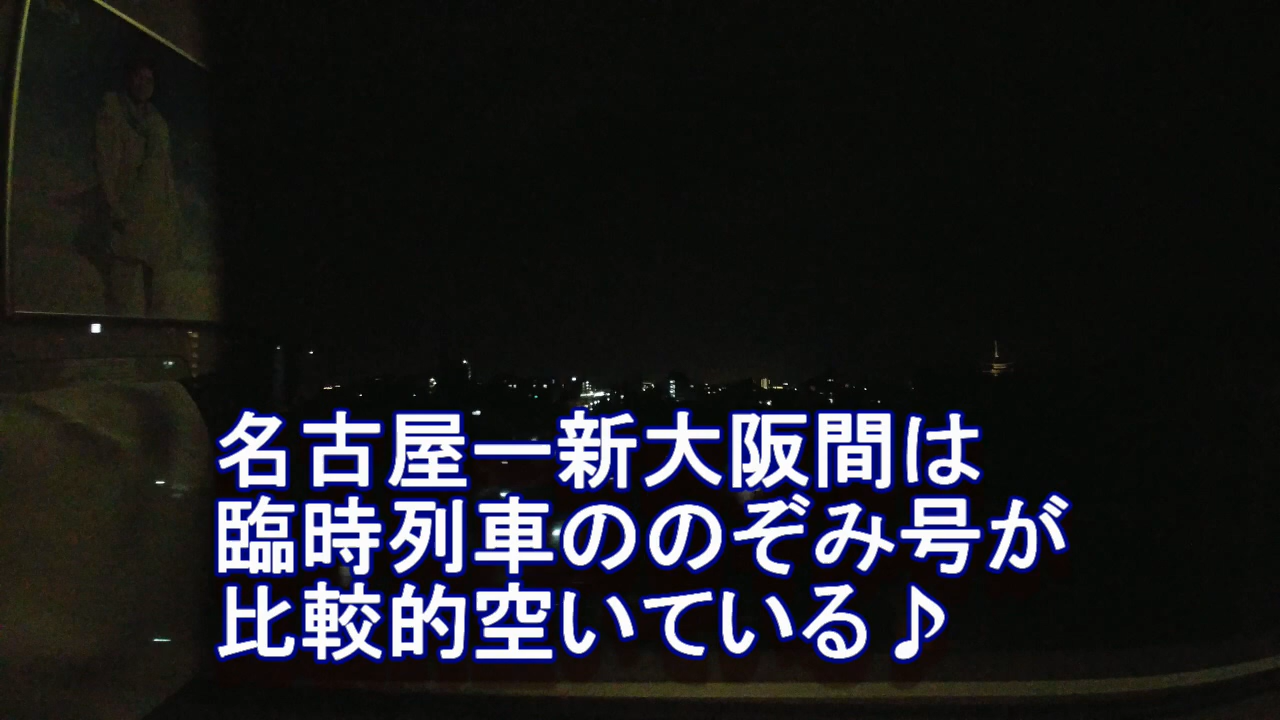 名古屋ー新大阪間は
臨時列車ののぞみ号が
比較的空いている♪